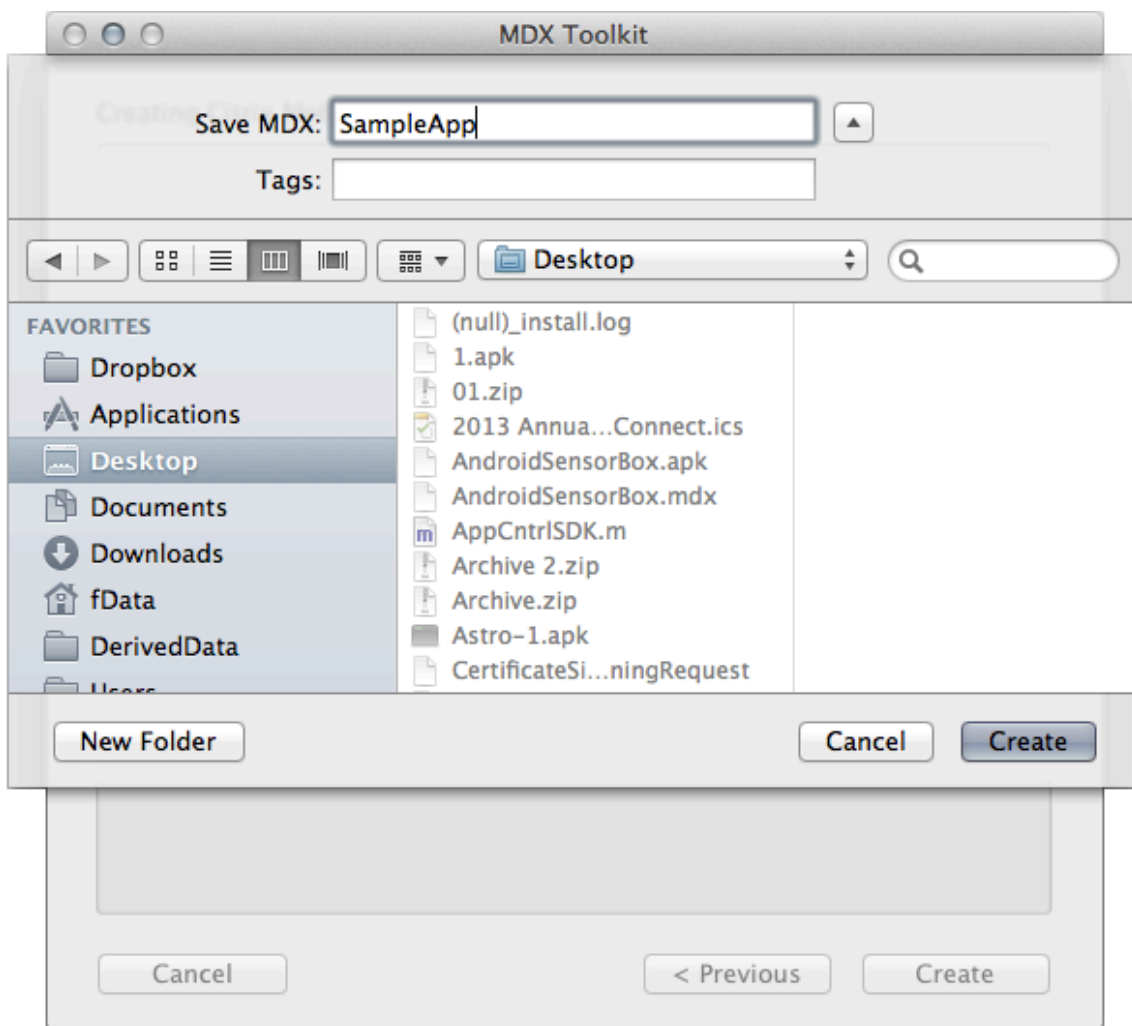 MDX Toolkit
Save MDX: SampleApp
Tags:
Desktop
FAVORITES
Dropbox
Applications
Desktop
Documents
Downloads
fData
DerivedData
Users
(null)_install.log
1.apk
01.zip
2013 Annua...Connect.ics
AndroidSensorBox.apk
AndroidSensorBox.mdx
m AppCntrlSDK.m
Archive 2.zip
Archive.zip
Astro-1.apk
CertificateSi...ningRequest
New Folder Cancel Create
Cancel < Previous Create